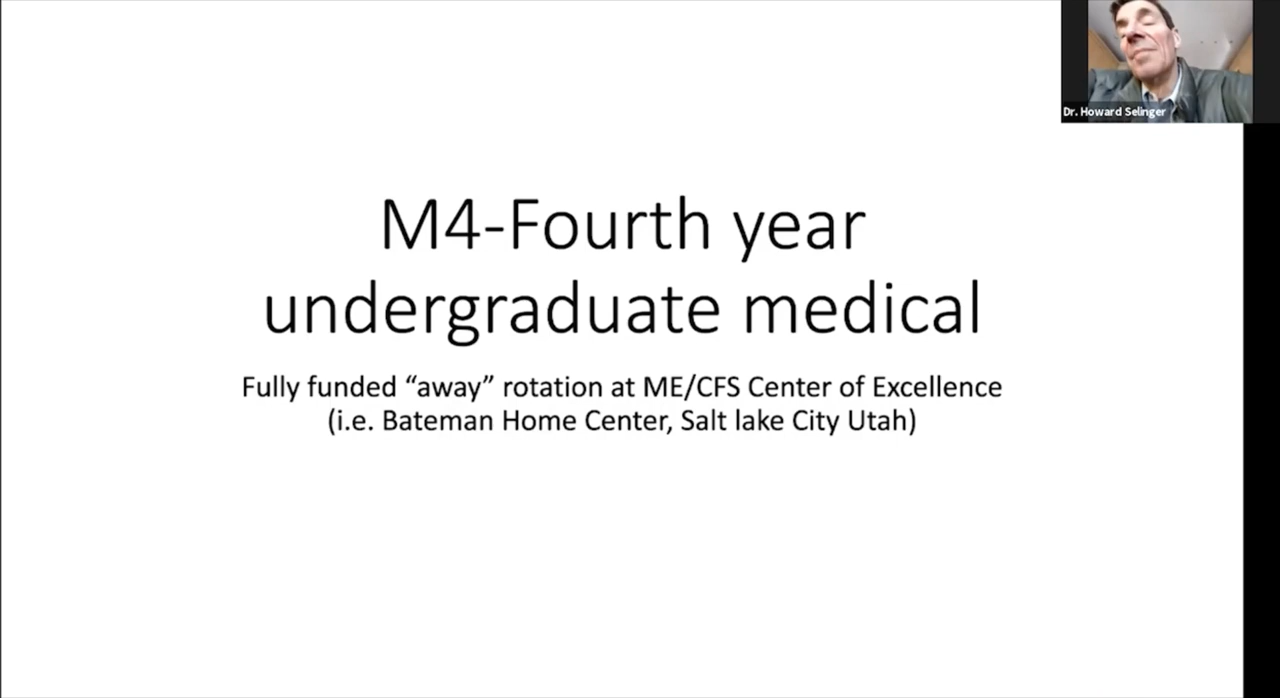 Dr. Howard Selinger
M4-Fourth year
undergraduate medical
Fully funded “away” rotation at ME/CFS Center of Excellence
(i.e. Bateman Home Center, Salt lake City Utah)